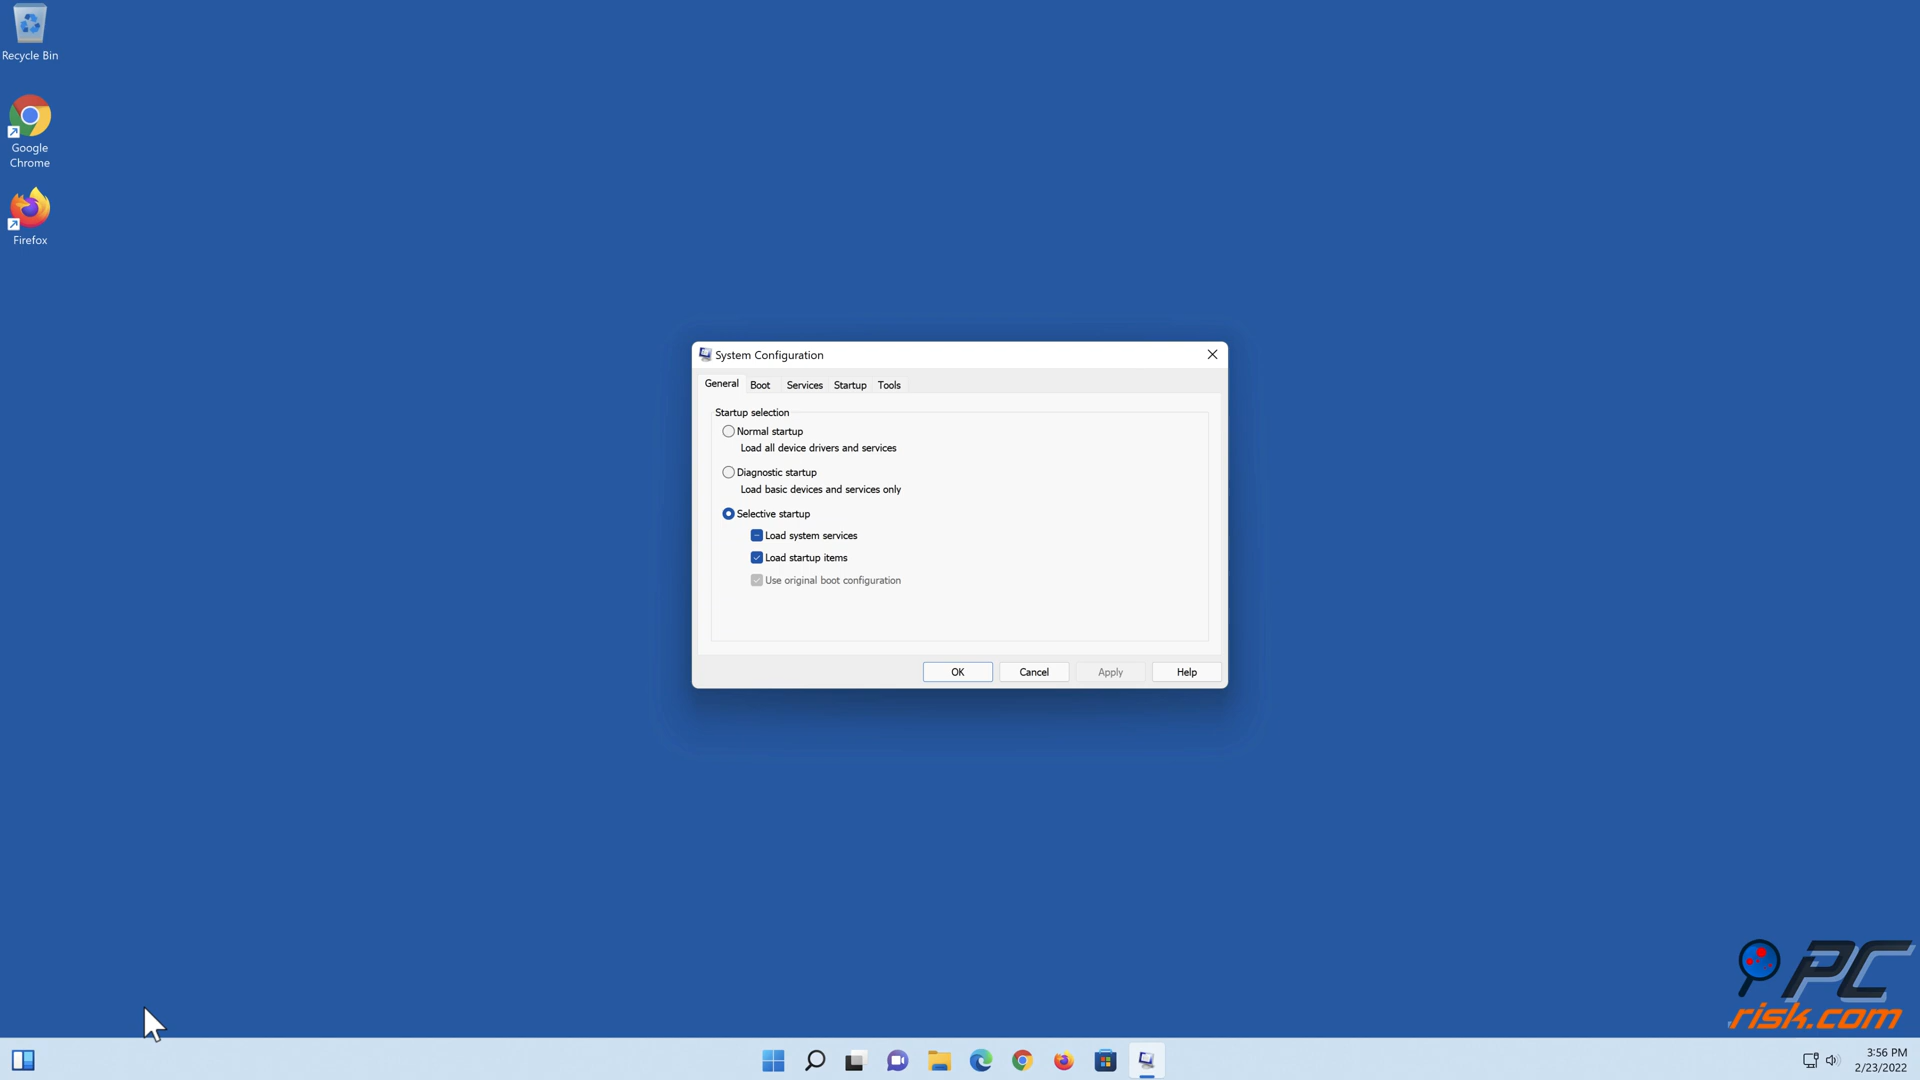 Recycle Bin
Google
Chrome
Firefox
System Configuration
General Boot Services Startup Tools
Startup selection
Normal startup
Load all device drivers and services
Diagnostic startup
Load basic devices and services only
Selective startup
Load system services
Load startup items
Use original boot configuration
OK Cancel Apply Help
PC
risk.com
3:56 PM
2/23/2022